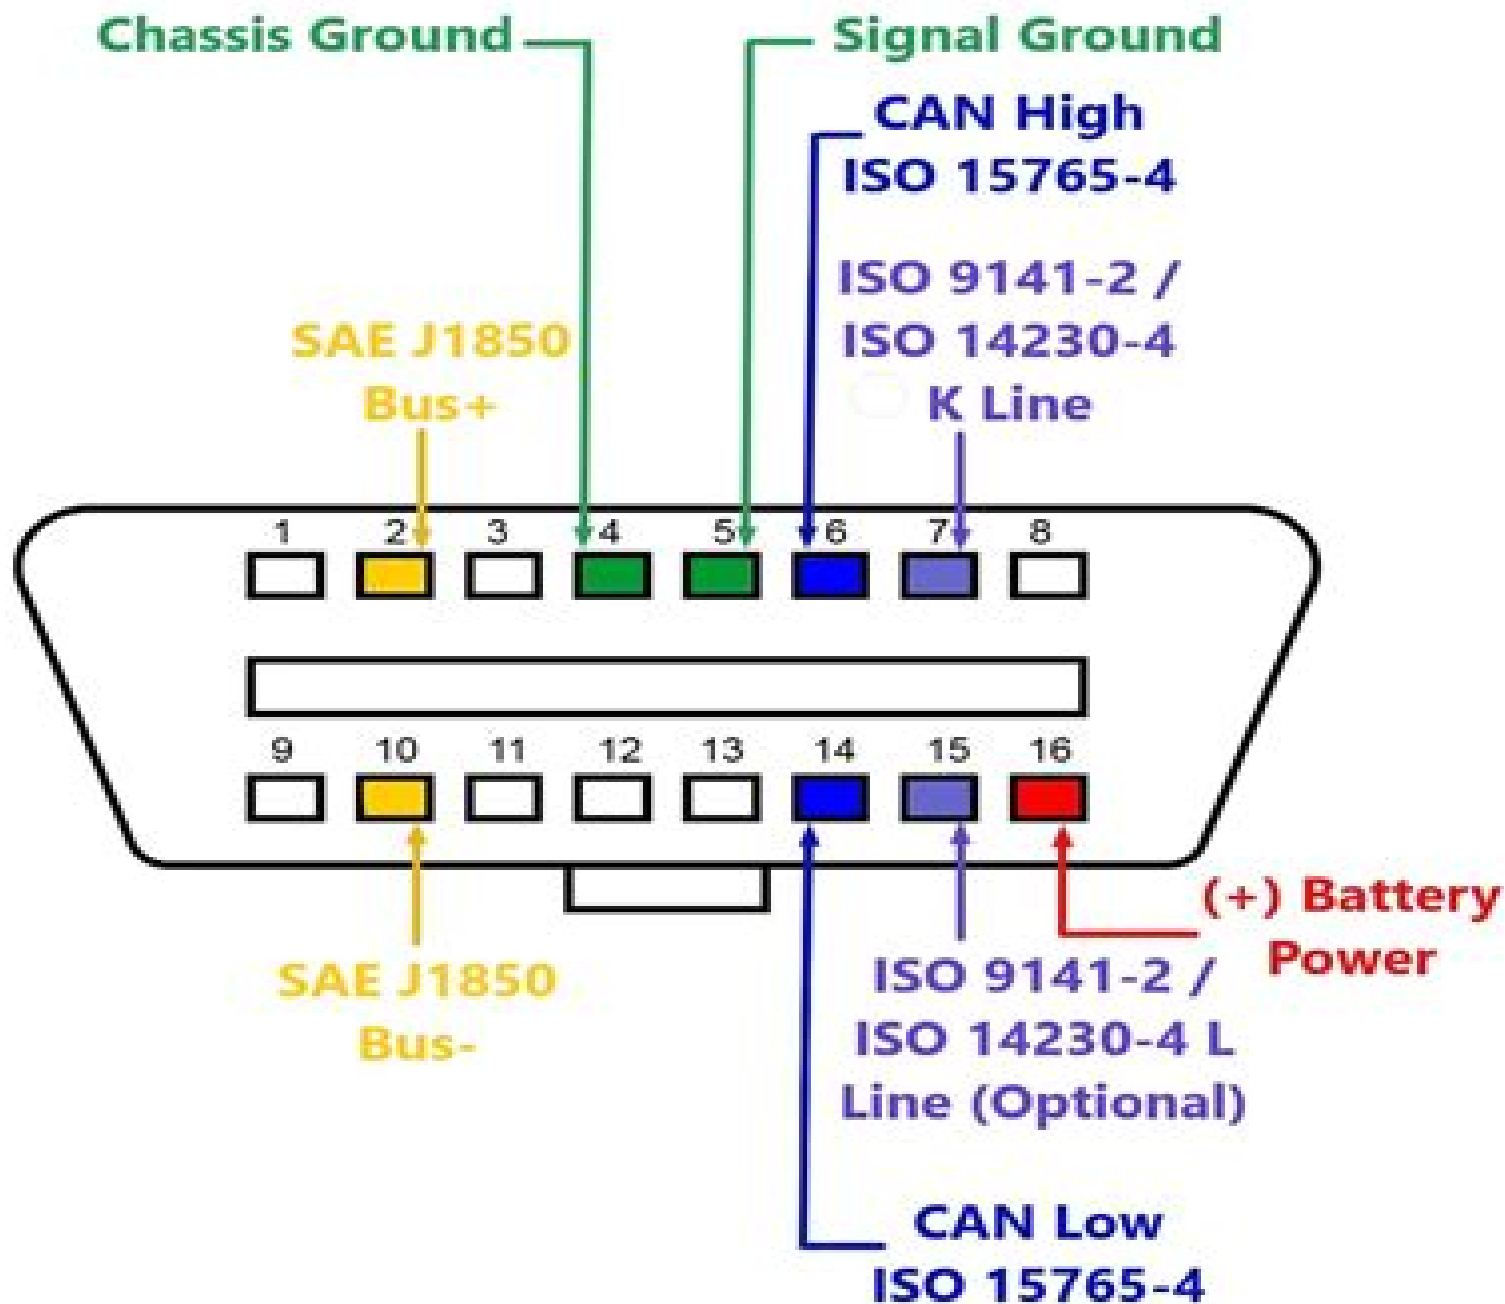 Chassis Ground
Signal Ground
CAN High
ISO 15765-4
ISO 9141-2 /
ISO 14230-4
K Line
SAE J1850
Bus+
1 2 3 4 5 6 7 8
9 10 11 12 13 14 15 16
(+) Battery
Power
SAE J1850
Bus-
ISO 9141-2 /
ISO 14230-4 L
Line (Optional)
CAN Low
ISO 15765-4